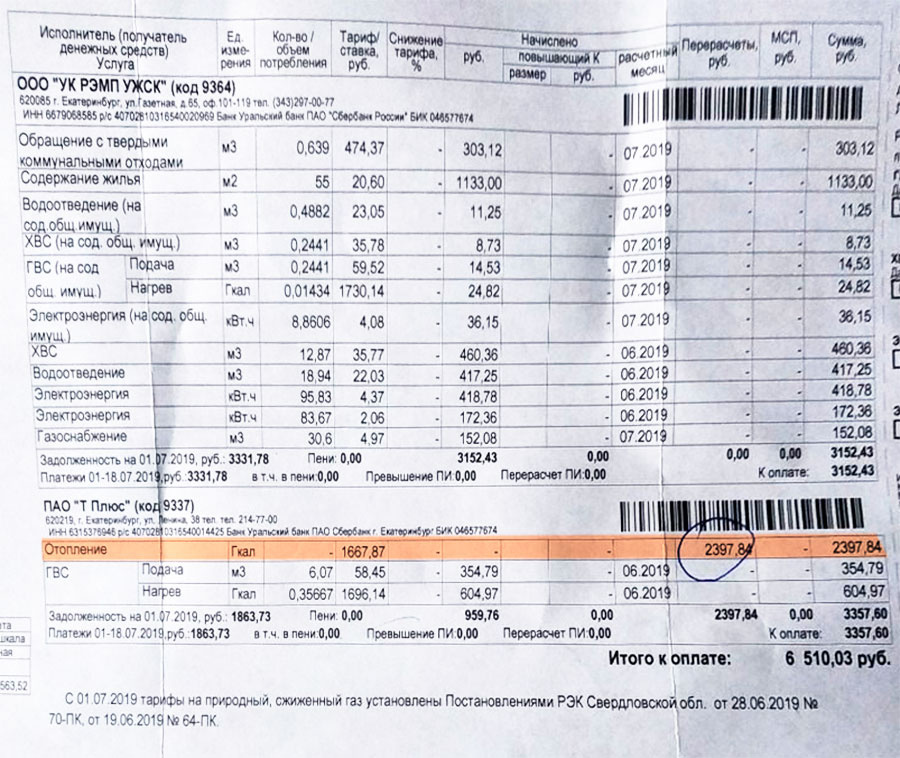 Исполнитель (получатель денежных средств) Услуга Ед. изме- рения Кол-во / объем потребления Тариф/ ставка, руб. Снижение тарифа, % Начислено руб. повышающий К размер руб. расчетный месяц Перерасчеты, руб. МСП, руб. Сумма, руб.
ООО "УК РЭМП УЖСК" (код 9364)
620085 г. Екатеринбург, ул.Газетная, д.65, оф.101-119 тел. (343)297-00-77
ИНН 6679068585 р/с 40702810316540020969 Банк Уральский банк ПАО "Сбербанк России" БИК 046577674
Обращение с твердыми коммунальными отходами м3 0,639 474,37 - 303,12 - 07.2019 - - 303,12
Содержание жилья м2 55 20,60 - 1133,00 - 07.2019 - - 1133,00
Водоотведение (на сод.общ.имущ.) м3 0,4882 23,05 - 11,25 - 07.2019 - - 11,25
ХВС (на сод. общ. имущ.) м3 0,2441 35,78 - 8,73 - 07.2019 - - 8,73
ГВС (на сод общ. имущ.) Подача м3 0,2441 59,52 - 14,53 - 07.2019 - - 14,53
Нагрев Гкал 0,01434 1730,14 - 24,82 - 07.2019 - - 24,82
Электроэнергия (на сод. общ. имущ.) кВт.ч 8,8606 4,08 - 36,15 - 07.2019 - - 36,15
ХВС м3 12,87 35,77 - 460,36 - 06.2019 - - 460,36
Водоотведение м3 18,94 22,03 - 417,25 - 06.2019 - - 417,25
Электроэнергия кВт.ч 95,83 4,37 - 418,78 - 06.2019 - - 418,78
Электроэнергия кВт.ч 83,67 2,06 - 172,36 - 06.2019 - - 172,36
Газоснабжение м3 30,6 4,97 - 152,08 - 07.2019 - - 152,08
Задолженность на 01.07.2019, руб.: 3331,78 Пени: 0,00 3152,43 0,00 0,00 0,00 3152,43
Платежи 01-18.07.2019,руб.:3331,78 в т.ч. в пени:0,00 Превышение ПИ:0,00 Перерасчет ПИ:0,00 К оплате: 3152,43
ПАО "Т Плюс" (код 9337)
620219, г. Екатеринбург, ул. Ленина, 38 тел. тел. 214-77-00
ИНН 6315376946 р/с 40702810316540014425 Банк Уральский банк ПАО Сбербанк г. Екатеринбург БИК 046577674
Отопление Гкал - 1667,87 - - - 2397,84 - 2397,84
ГВС Подача м3 6,07 58,45 - 354,79 - 06.2019 - - 354,79
Нагрев Гкал 0,35667 1696,14 - 604,97 - 06.2019 - - 604,97
Задолженность на 01.07.2019, руб.: 1863,73 Пени: 0,00 959,76 0,00 2397,84 0,00 3357,60
Платежи 01-18.07.2019,руб.:1863,73 в т.ч. в пени:0,00 Превышение ПИ:0,00 Перерасчет ПИ:0,00 К оплате: 3357,60
Итого к оплате: 6 510,03 руб.
шкала
ная
563,52
С 01.07.2019 тарифы на природный, сжиженный газ установлены Постановлениями РЭК Свердловской обл. от 28.06.2019 №
70-ПК, от 19.06.2019 № 64-ПК.